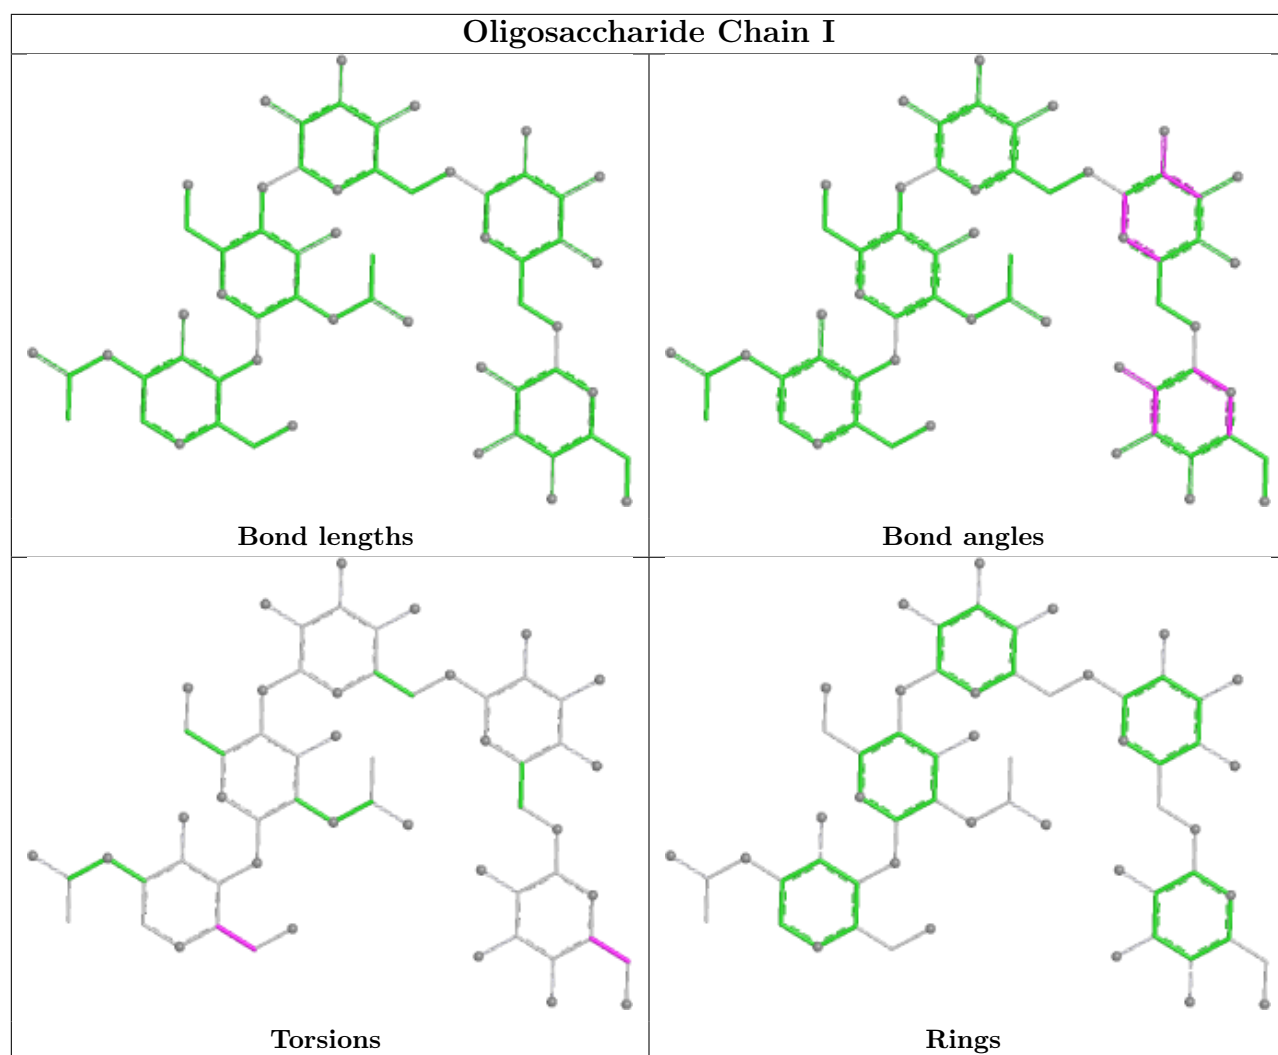 Oligosaccharide Chain I
Bond lengths
Bond angles
Torsions
Rings